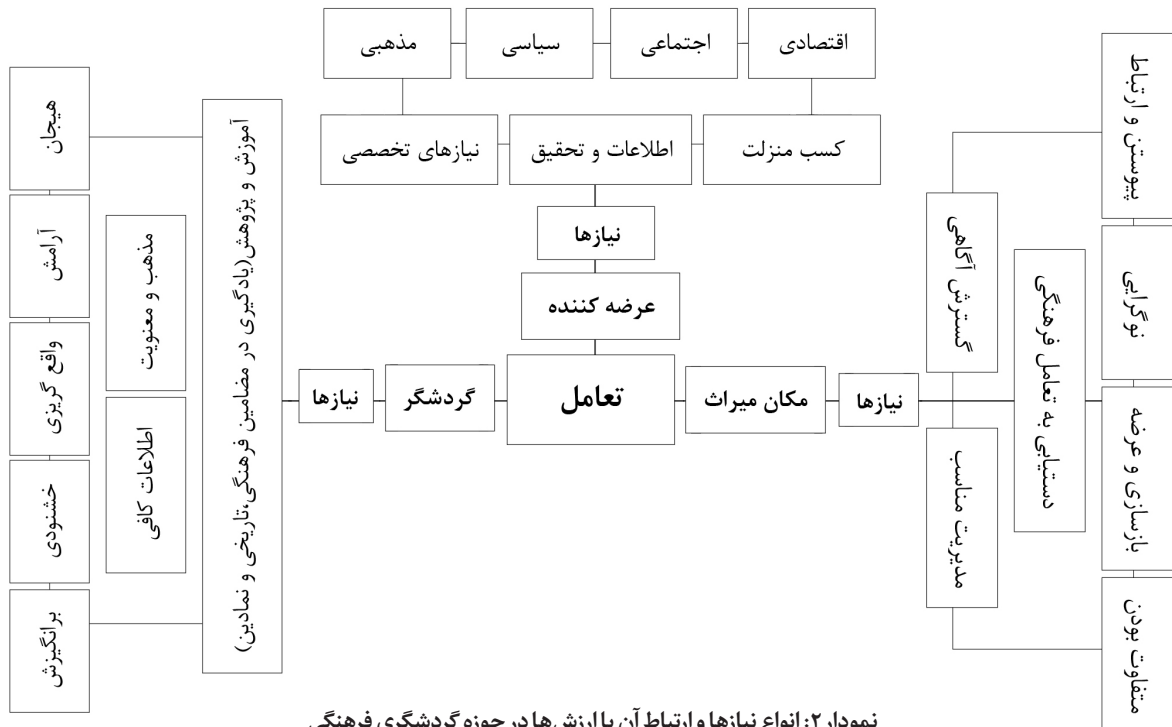 اقتصادی
اجتماعی
سیاسی
مذهبی
کسب منزلت
اطلاعات و تحقیق
نیازهای تخصصی
نیازها
عرضه کننده
تعامل
مکان میراث
نیازها
گسترش آگاهی
مدیریت مناسب
دستیابی به تعامل فرهنگی
پیوستن و ارتباط
نوگرایی
بازسازی و عرضه
متفاوت بودن
گردشگر
نیازها
آموزش و پژوهش(یادگیری در مضامین فرهنگی،تاریخی و نمادین)
مذهب و معنویت
اطلاعات کافی
هیجان
آرامش
واقع گریزی
خشنودی
برانگیزش
نمودار ۲: انواع نیازها و ارتباط آن با ارزش ها در حوزه گردشگری فرهنگی